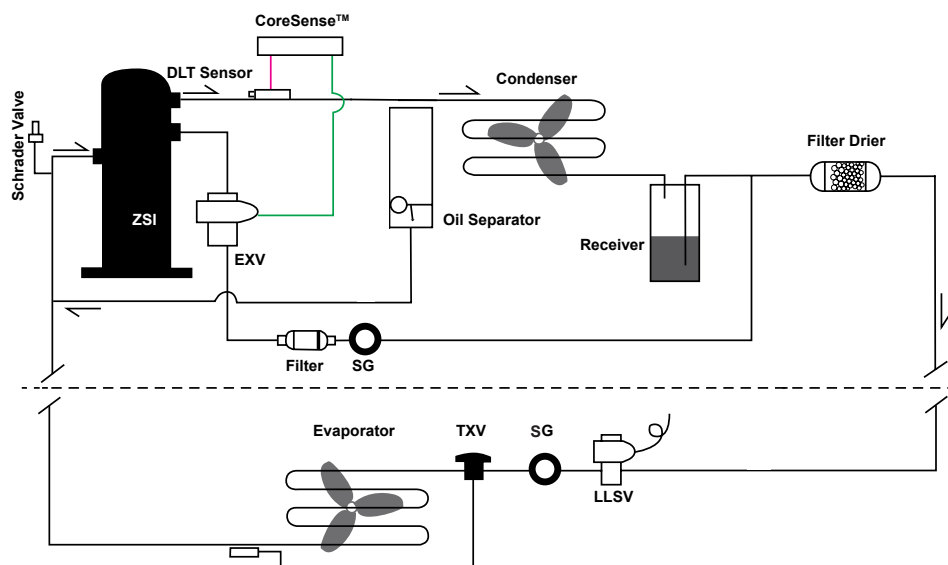 CoreSense™
DLT Sensor
Condenser
Schrader Valve
Filter Drier
ZSI
Oil Separator
EXV
Receiver
Filter
SG
Evaporator
TXV
SG
LLSV